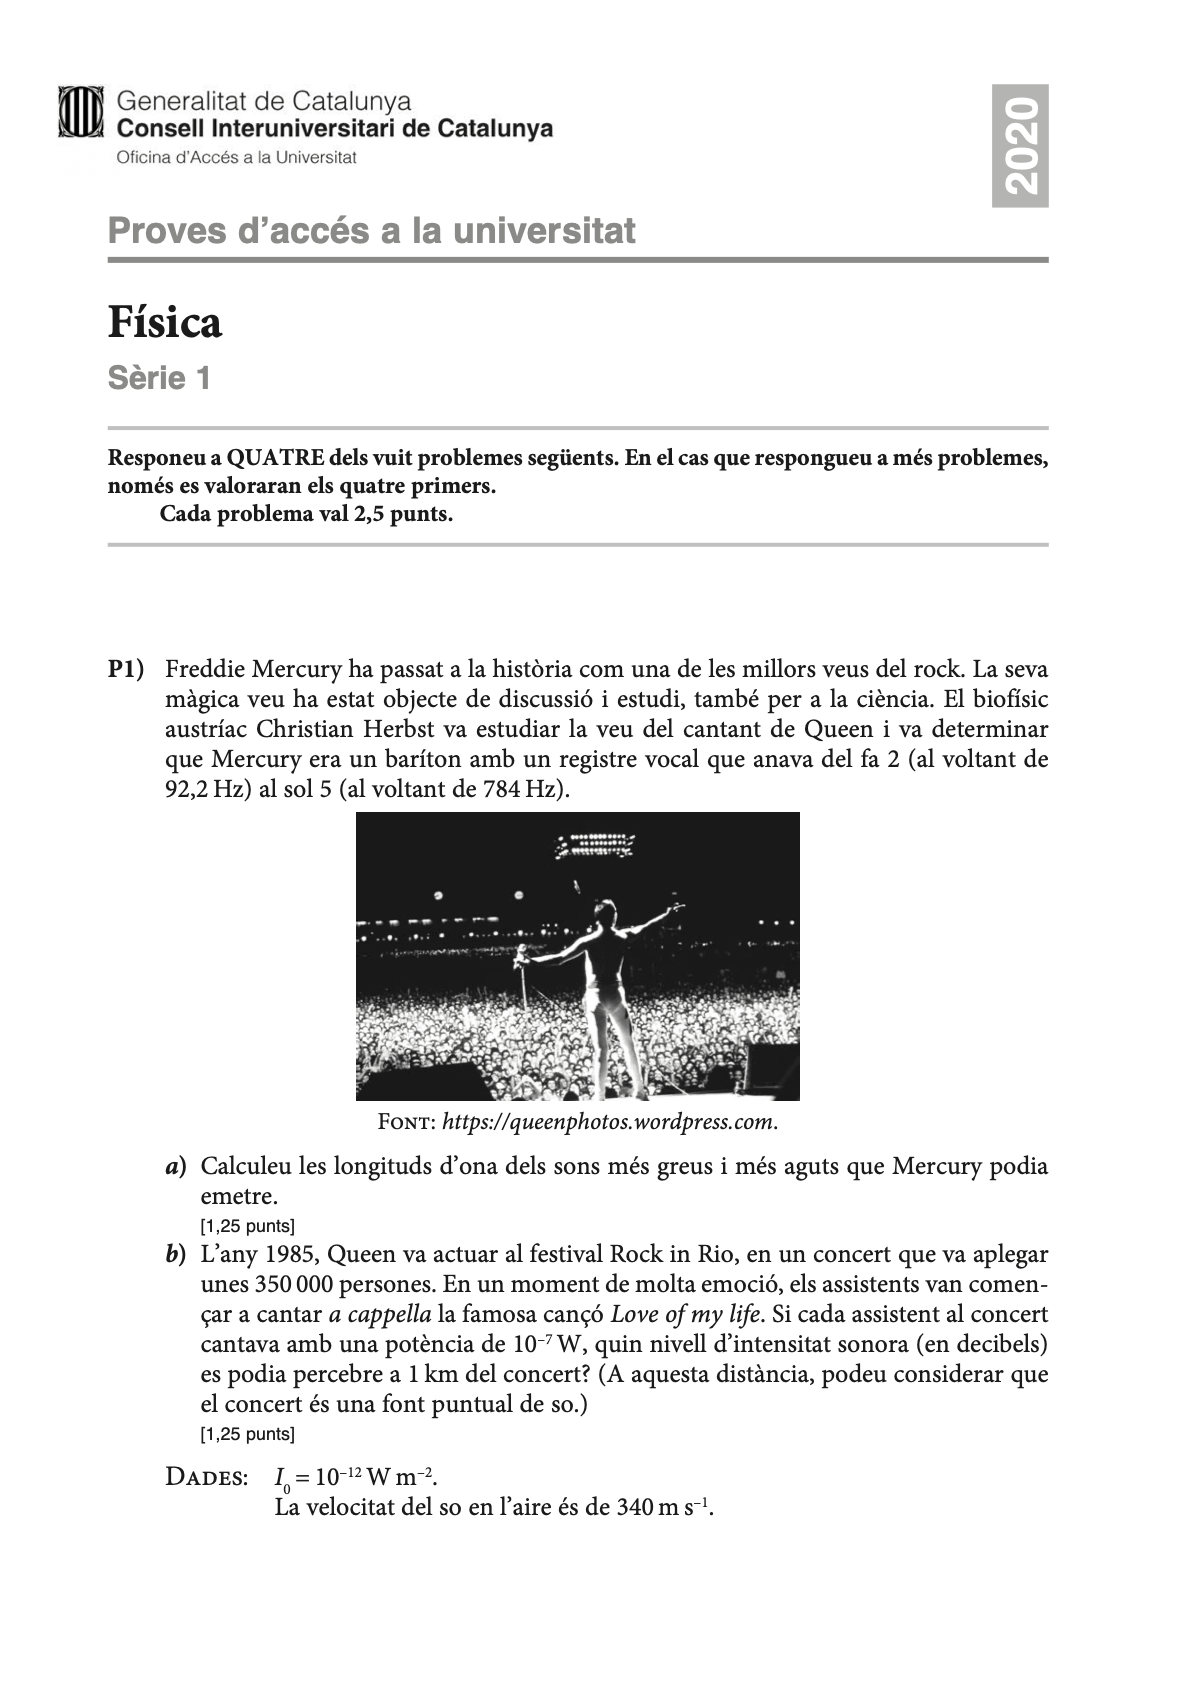 Generalitat de Catalunya
Consell Interuniversitari de Catalunya
Oficina d’Accés a la Universitat
2020
Proves d’accés a la universitat
Física
Sèrie 1
Responeu a QUATRE dels vuit problemes següents. En el cas que respongueu a més problemes,
només es valoraran els quatre primers.
Cada problema val 2,5 punts.
P1) Freddie Mercury ha passat a la història com una de les millors veus del rock. La seva
màgica veu ha estat objecte de discussió i estudi, també per a la ciència. El biofísic
austríac Christian Herbst va estudiar la veu del cantant de Queen i va determinar
que Mercury era un baríton amb un registre vocal que anava del fa 2 (al voltant de
92,2 Hz) al sol 5 (al voltant de 784 Hz).
Font: https://queenphotos.wordpress.com.
a) Calculeu les longituds d’ona dels sons més greus i més aguts que Mercury podia
emetre.
[1,25 punts]
b) L’any 1985, Queen va actuar al festival Rock in Rio, en un concert que va aplegar
unes 350 000 persones. En un moment de molta emoció, els assistents van comen-
çar a cantar a cappella la famosa cançó Love of my life. Si cada assistent al concert
cantava amb una potència de 10⁻⁷ W, quin nivell d’intensitat sonora (en decibels)
es podia percebre a 1 km del concert? (A aquesta distància, podeu considerar que
el concert és una font puntual de so.)
[1,25 punts]
Dades: I₀ = 10⁻¹² W m⁻².
La velocitat del so en l’aire és de 340 m s⁻¹.